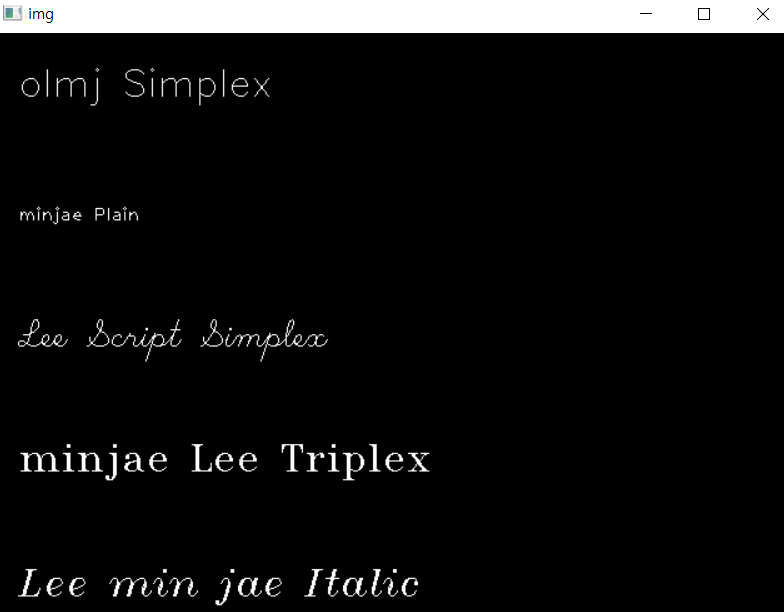 img
olmj Simplex
minjae Plain
Lee Script Simplex
minjae Lee Triplex
Lee min jae Italic